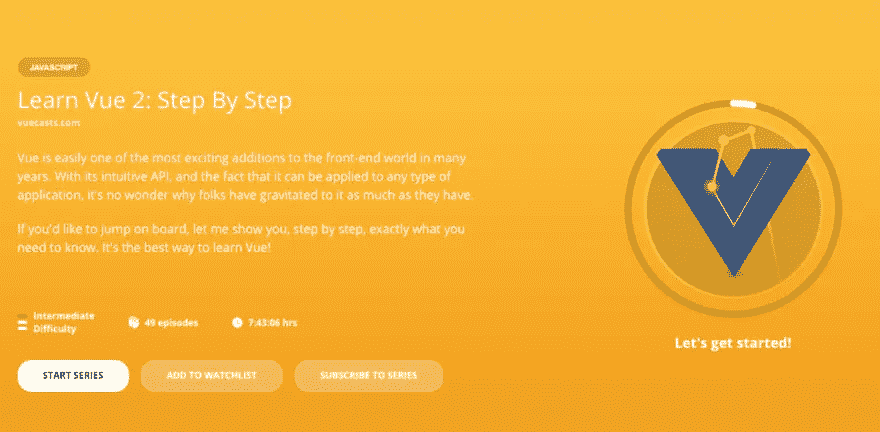 JAVASCRIPT
Learn Vue 2: Step By Step
vuecasts.com
Vue is easily one of the most exciting additions to the front-end world in many
years. With its intuitive API, and the fact that it can be applied to any type of
application, it's no wonder why folks have gravitated to it as much as they have.
If you'd like to jump on board, let me show you, step by step, exactly what you
need to know. It's the best way to learn Vue!
Intermediate
Difficulty
49 episodes
7:43:06 hrs
START SERIES
ADD TO WATCHLIST
SUBSCRIBE TO SERIES
Let's get started!